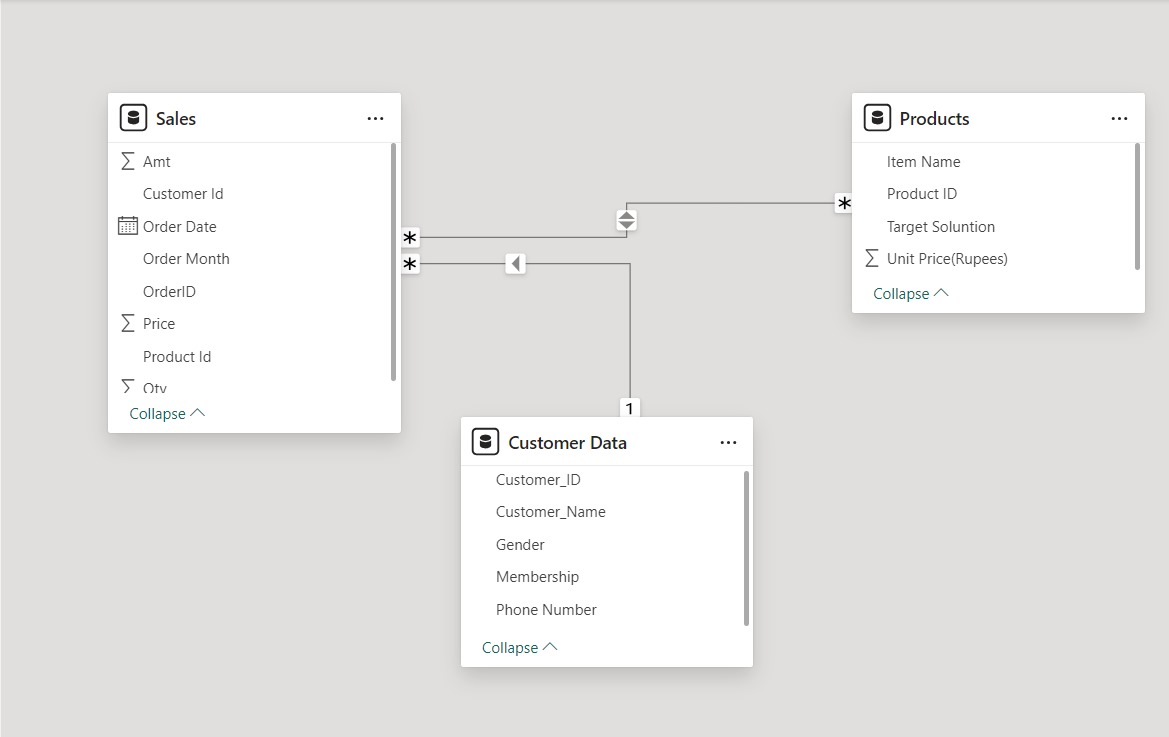 Sales
Amt
Customer Id
Order Date
Order Month
OrderID
Price
Product Id
Qty
Collapse
*
*
*
1
Products
Item Name
Product ID
Target Soluntion
Unit Price(Rupees)
Collapse
Customer Data
Customer_ID
Customer_Name
Gender
Membership
Phone Number
Collapse